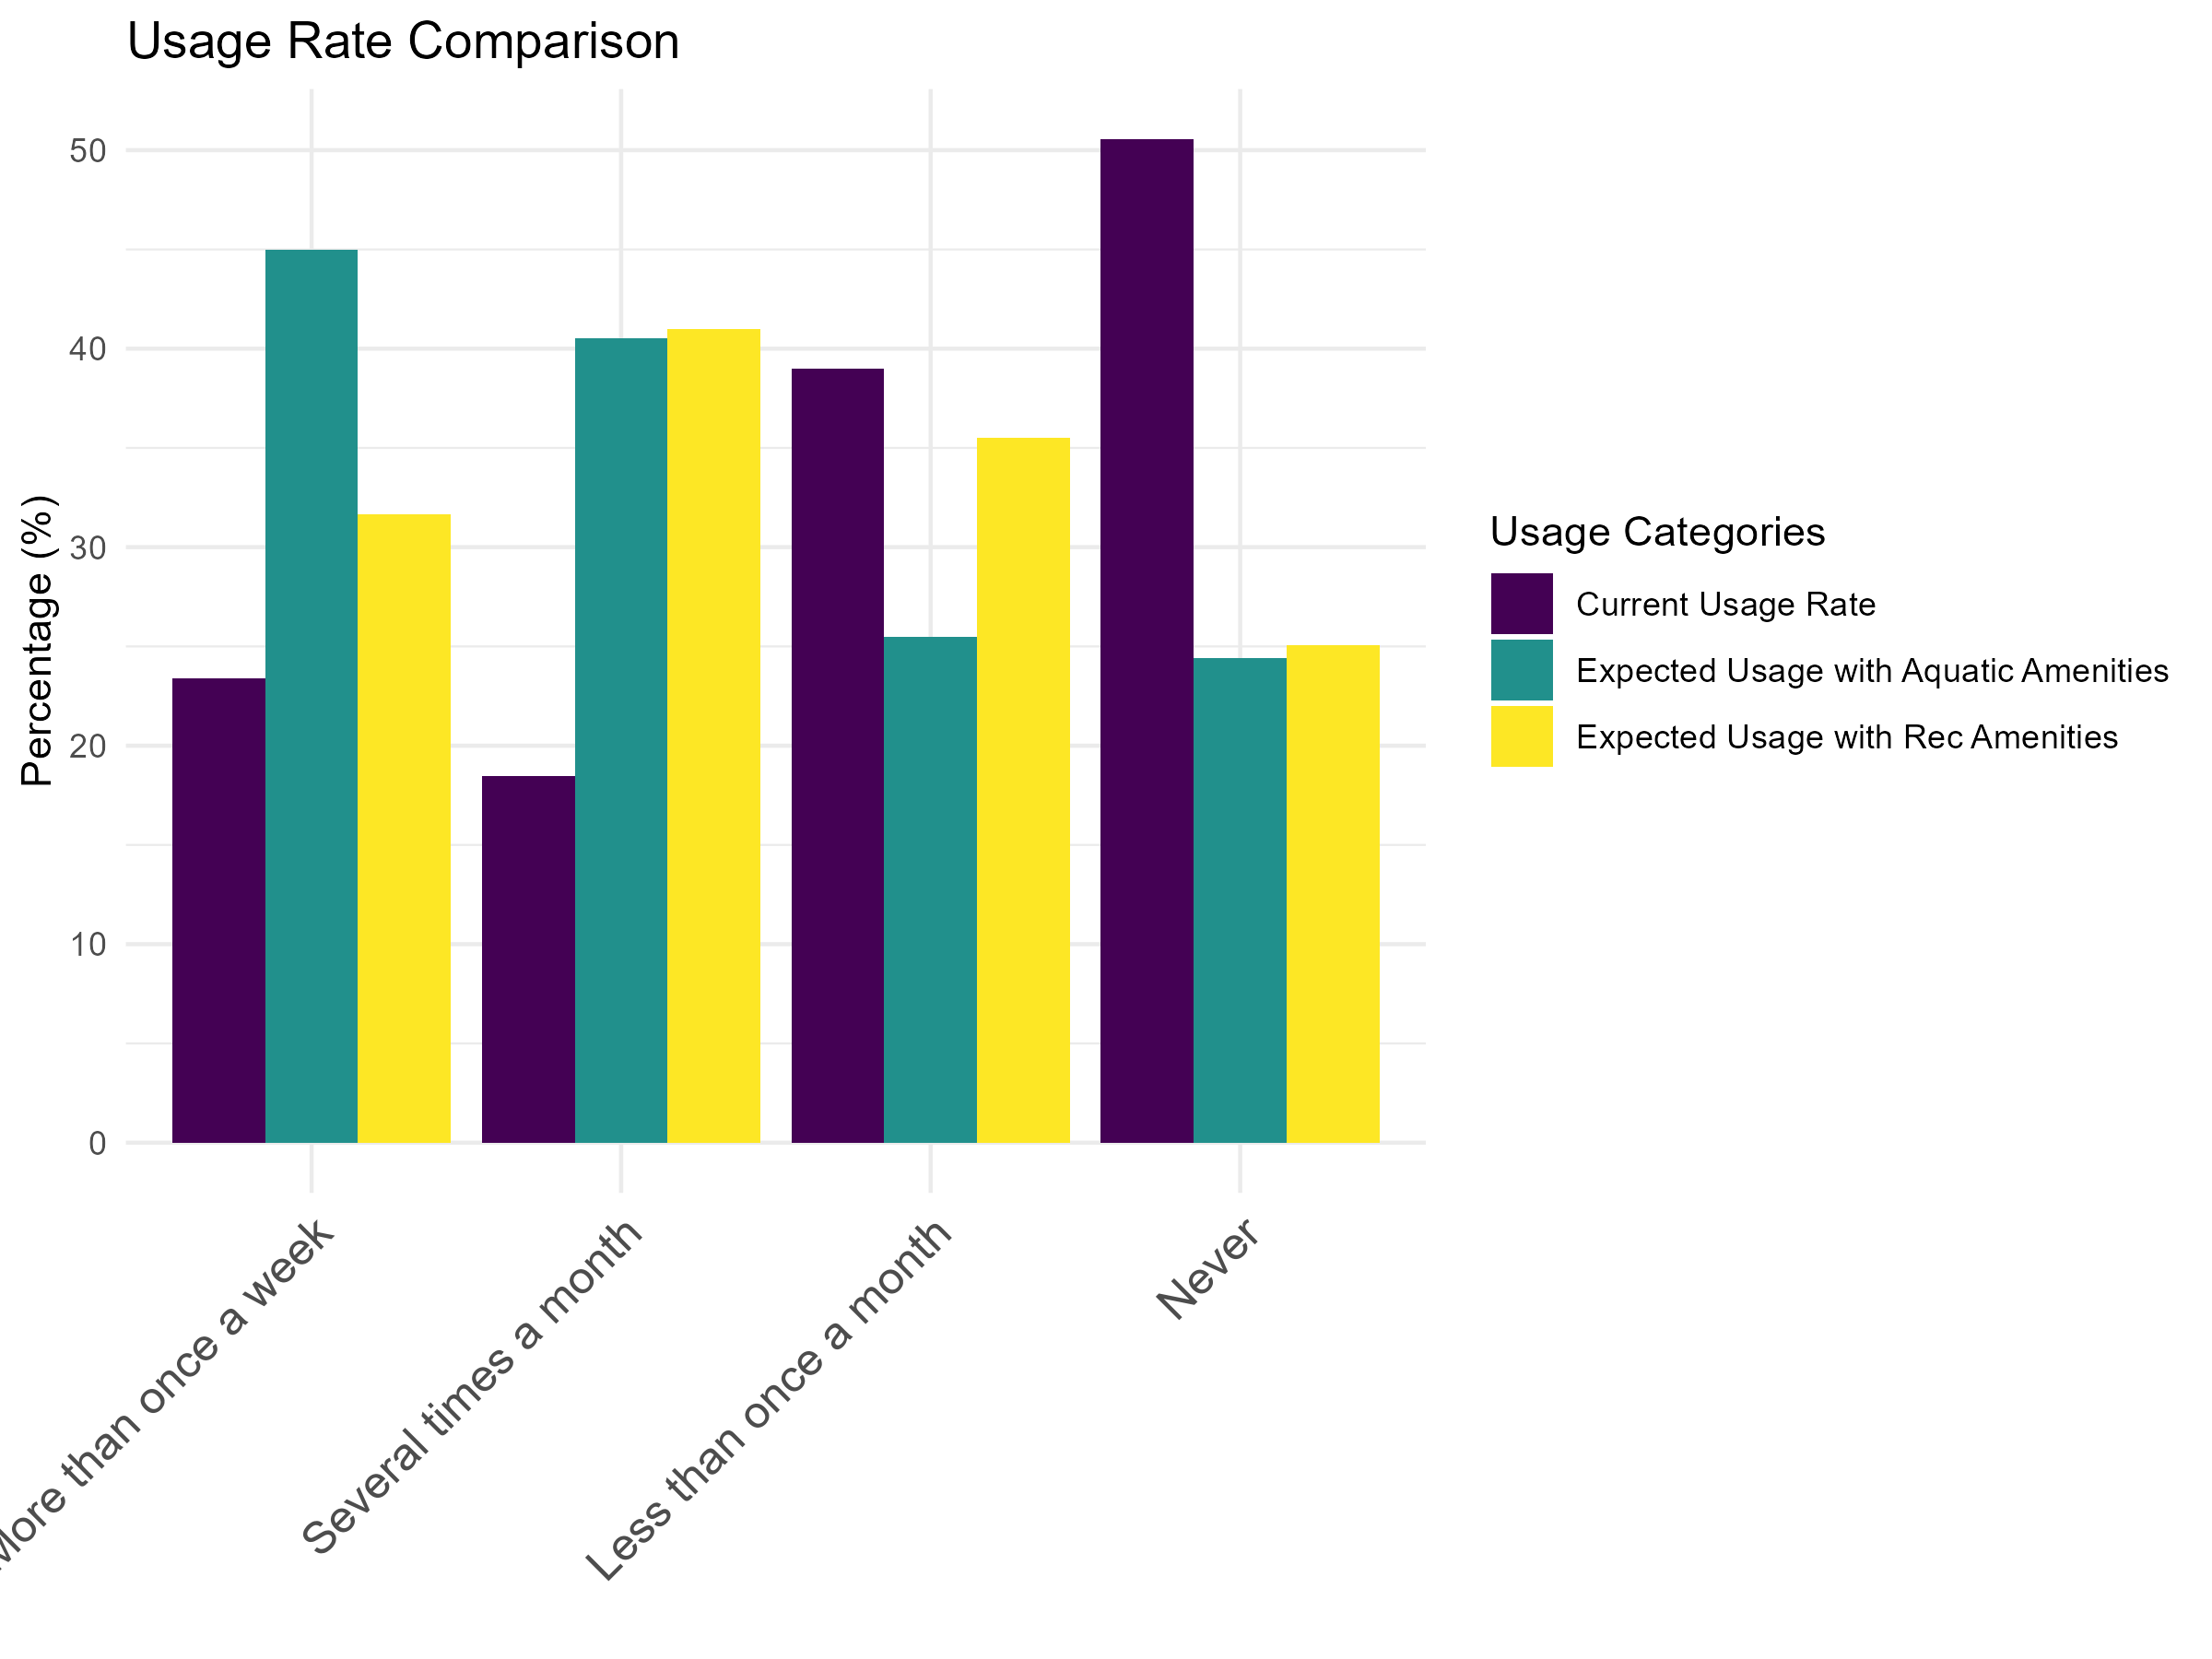 Usage Rate Comparison
Percentage (%)
50
40
30
20
10
0
More than once a week
Several times a month
Less than once a month
Never
Usage Categories
Current Usage Rate
Expected Usage with Aquatic Amenities
Expected Usage with Rec Amenities